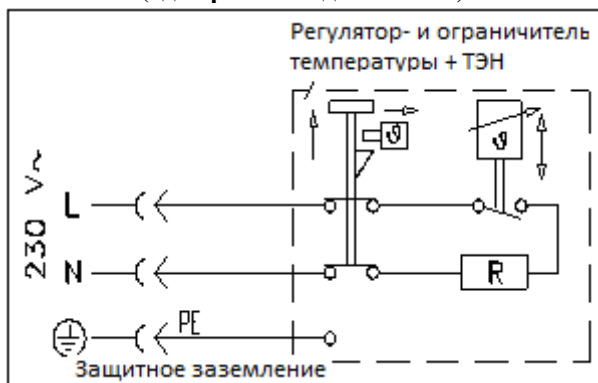 Регулятор- и ограничитель
температуры + ТЭН
ϑ
ϑ
230 V~
L
N
R
PE
Защитное заземление